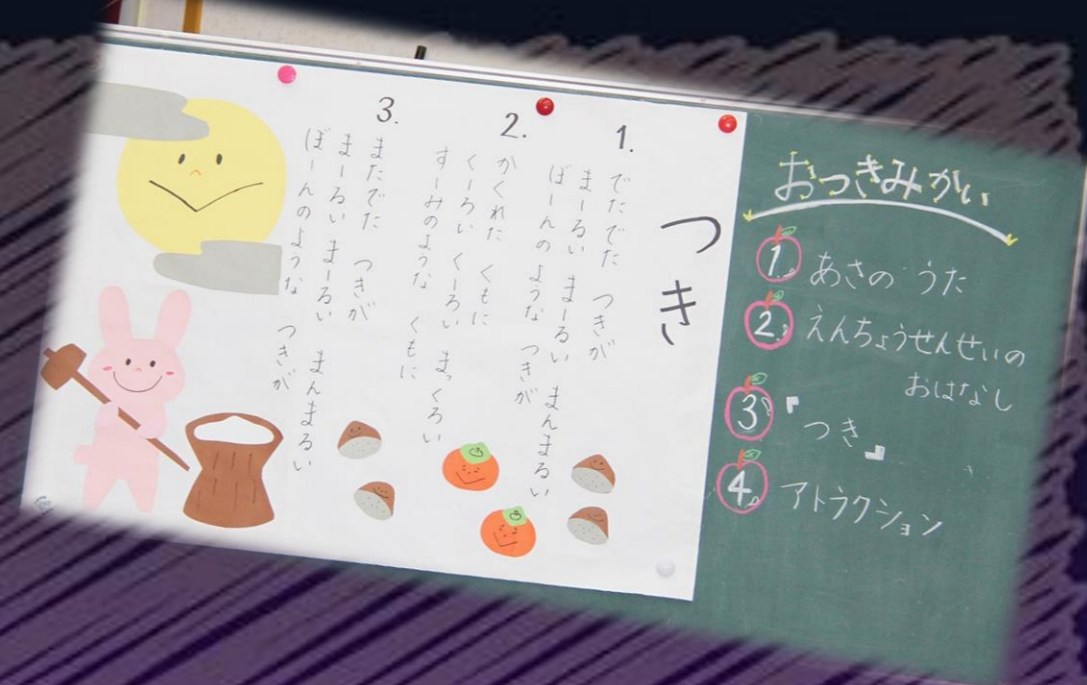 おつきみかい
1. あさの うた
2. えんちょうせんせいの
おはなし
3 『つき』
4. アトラクション
つき
1.
でたでた つきが
まーるい まーるい まんまるい
ぼーんの ような つきが
2.
かくれた くもに
くーろい くーろい まっくろい
すーみのような くもに
3.
またでた つきが
まーるい まーるい まんまるい
ぼーんのような つきが